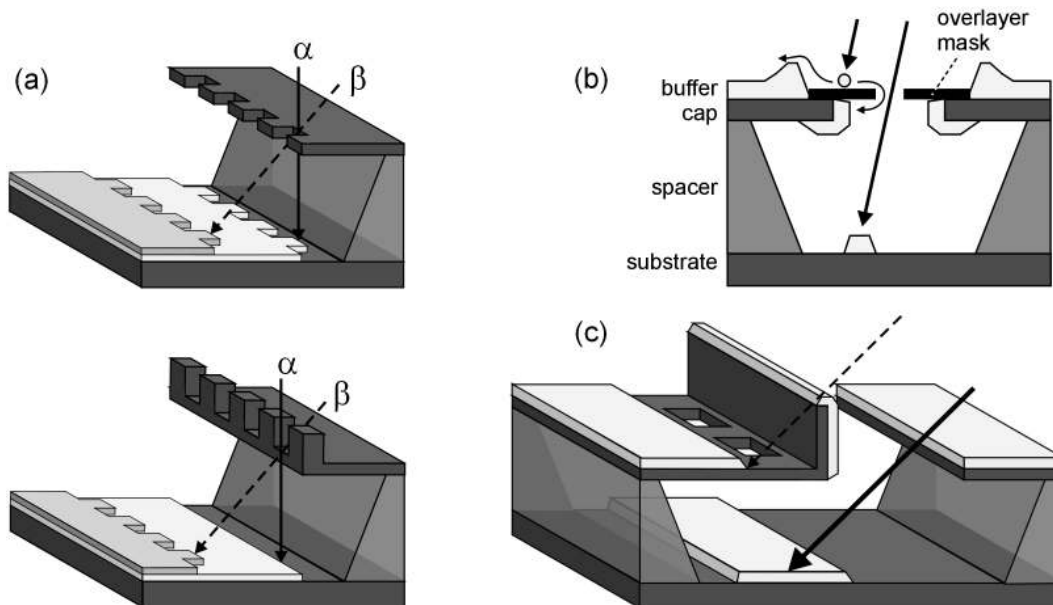 (a)
α
β
(b)
overlayer
mask
buffer
cap
spacer
substrate
α
β
(c)